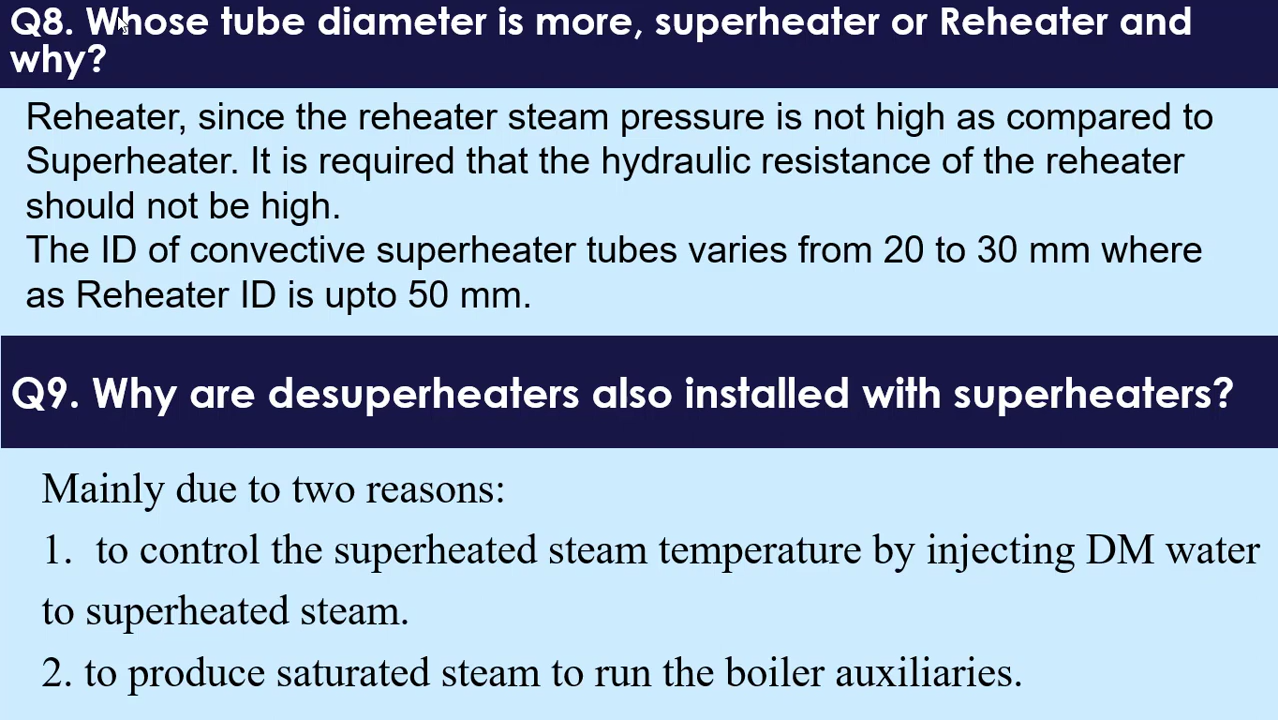 Q8. Whose tube diameter is more, superheater or Reheater and
why?
Reheater, since the reheater steam pressure is not high as compared to
Superheater. It is required that the hydraulic resistance of the reheater
should not be high.
The ID of convective superheater tubes varies from 20 to 30 mm where
as Reheater ID is upto 50 mm.
Q9. Why are desuperheaters also installed with superheaters?
Mainly due to two reasons:
1. to control the superheated steam temperature by injecting DM water
to superheated steam.
2. to produce saturated steam to run the boiler auxiliaries.